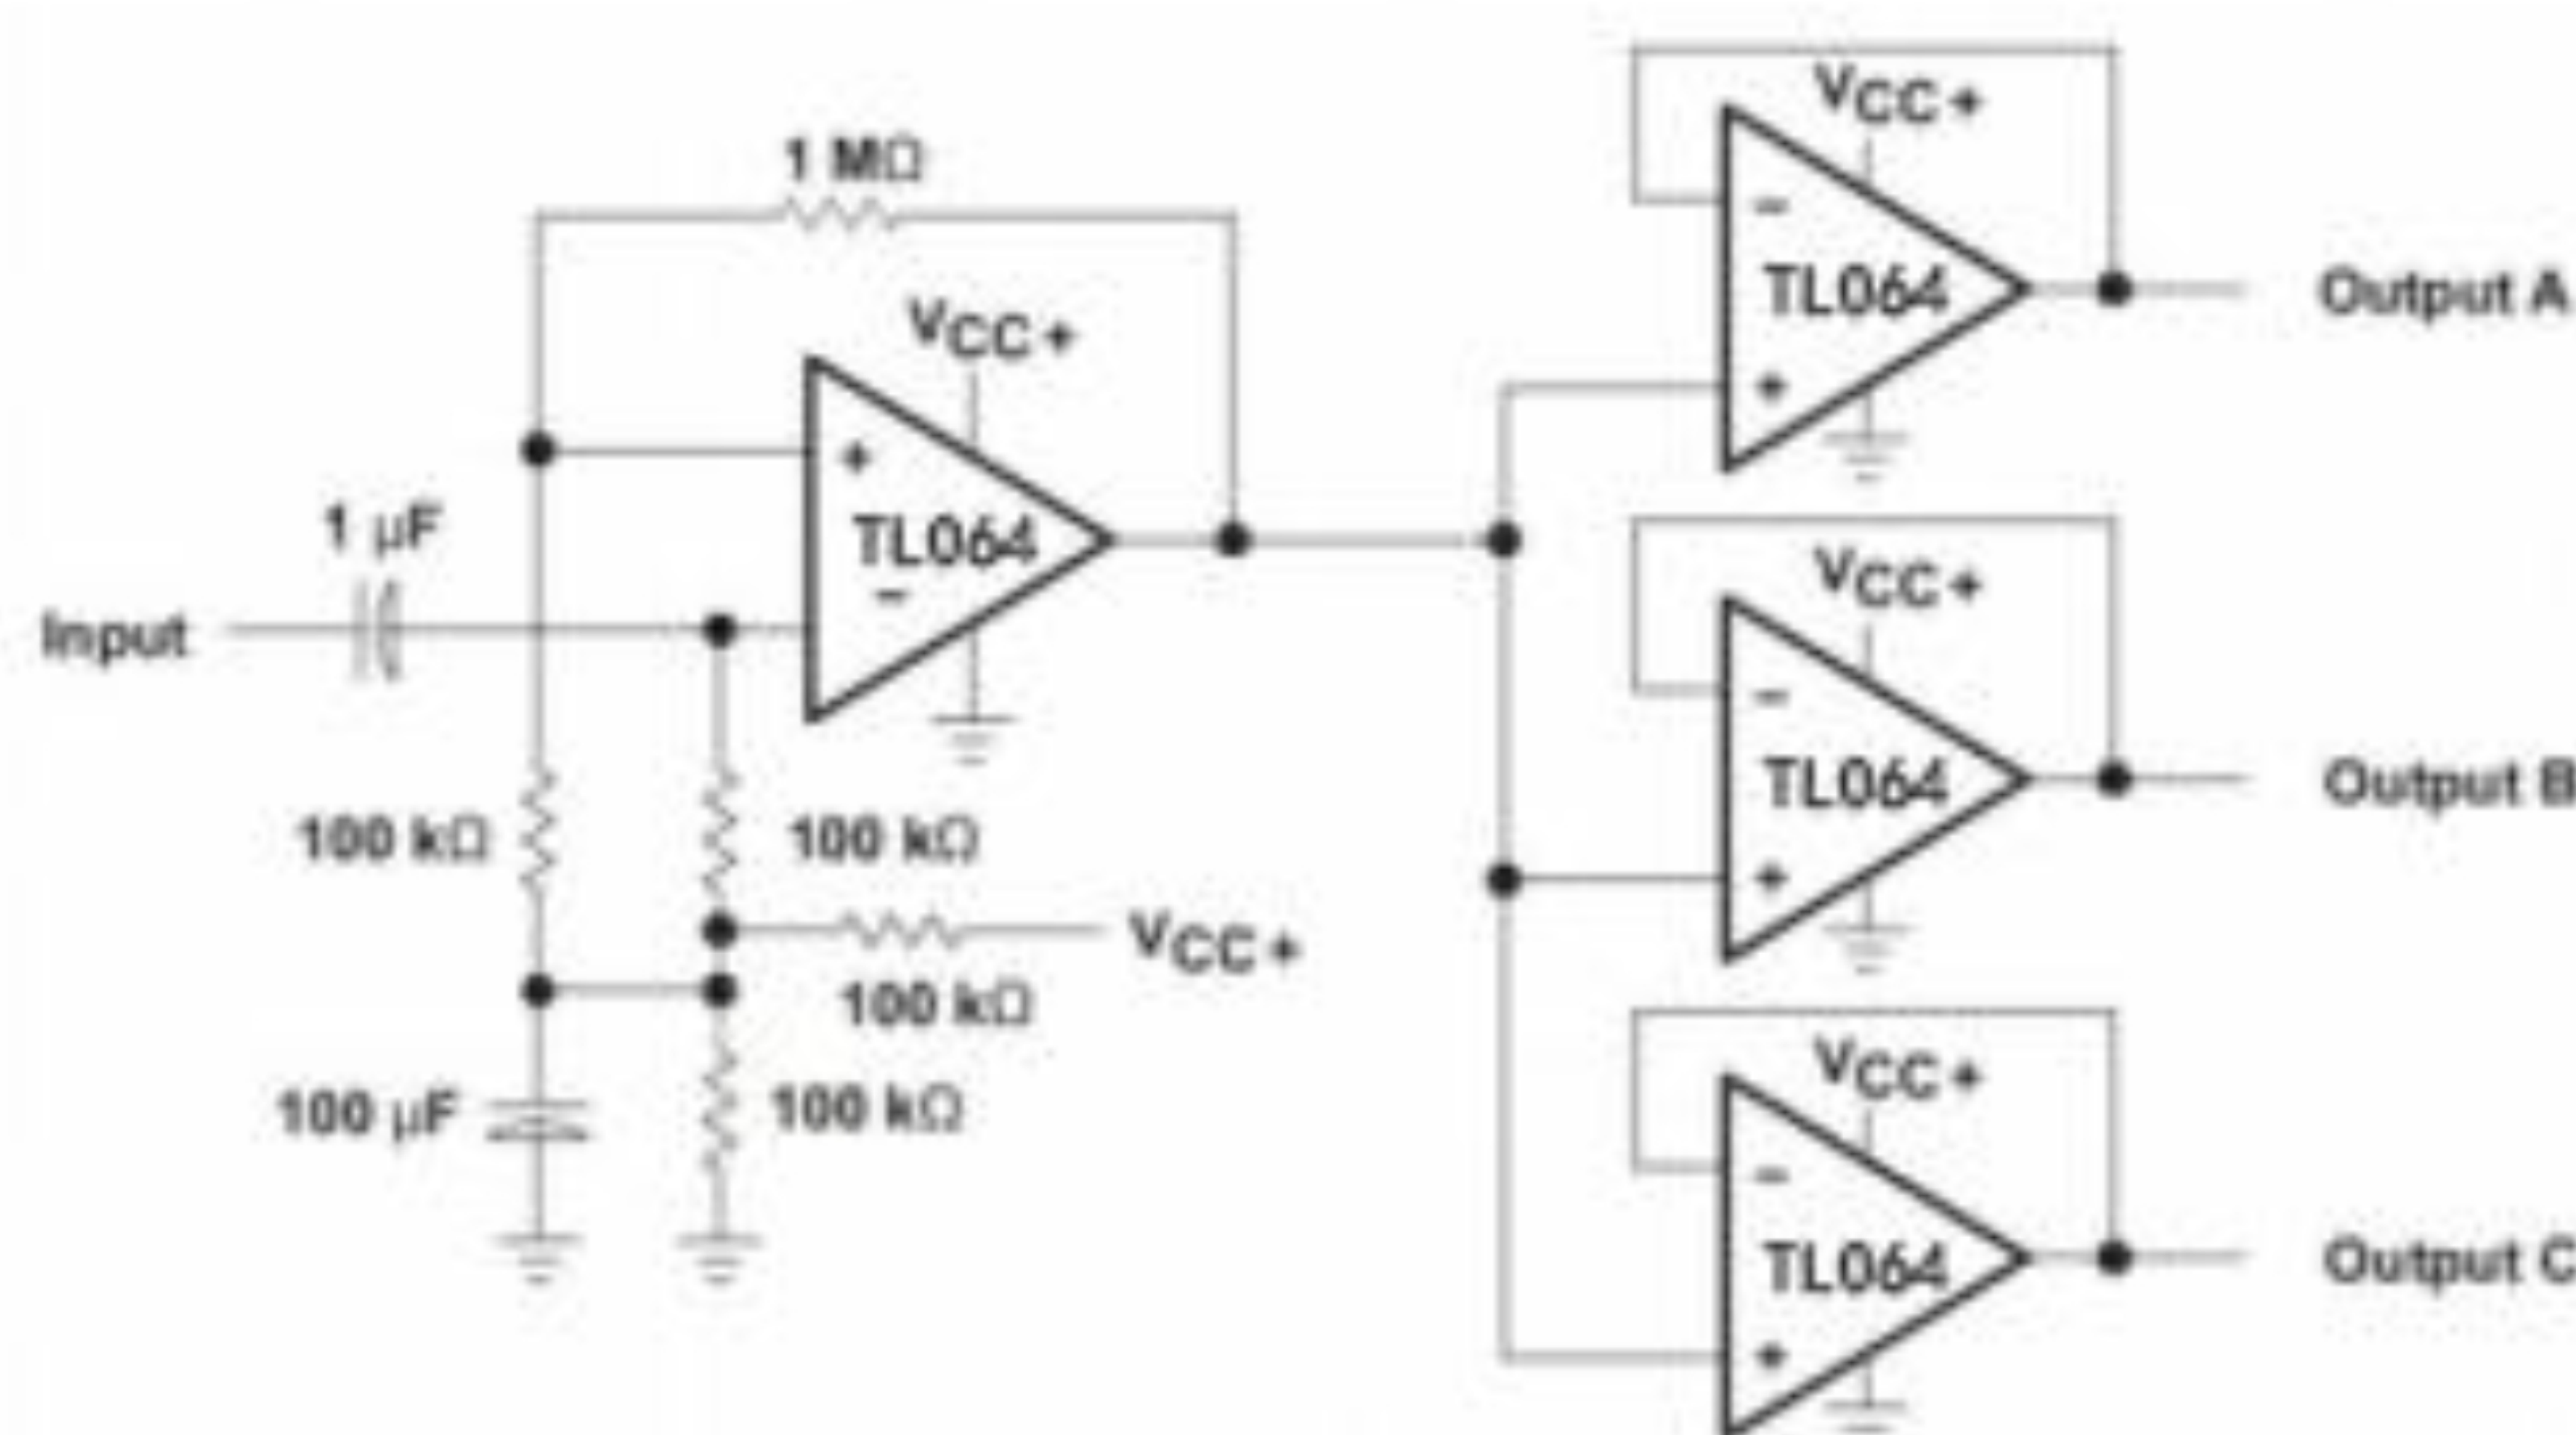 VCC+
1 MΩ
TL064
Output A
VCC+
+
-
+
1 µF
TL064
-
Input
VCC+
-
TL064
Output B
+
100 kΩ
100 kΩ
VCC+
100 kΩ
100 µF
100 kΩ
VCC+
-
TL064
Output C
+